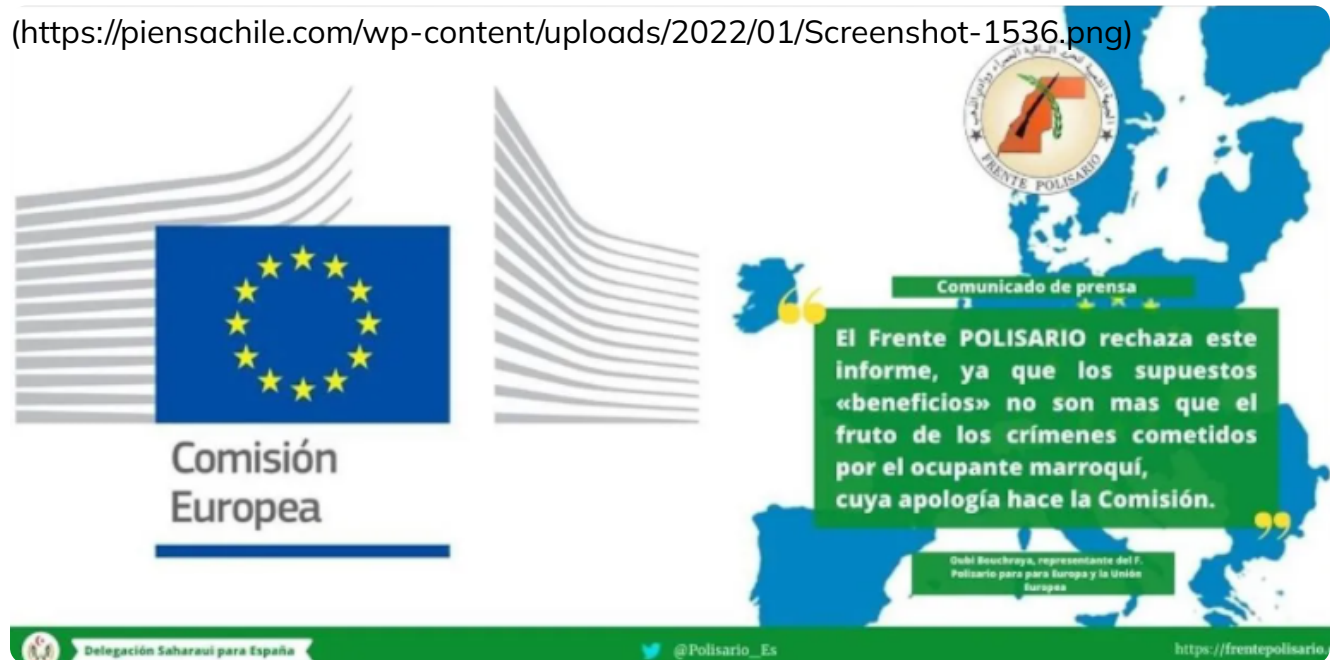 (https://piensachile.com/wp-content/uploads/2022/01/Screenshot-1536.png)
Comisión
Europea
FRENTE POLISARIO
Comunicado de prensa
“
El Frente POLISARIO rechaza este
informe, ya que los supuestos
«beneficios» no son mas que el
fruto de los crímenes cometidos
por el ocupante marroquí,
cuya apología hace la Comisión.
”
Oubi Bouchraya, representante del F.
Polisario para para Europa y la Unión
Europea
Delegación Saharaui para España
@Polisario_Es
https://frentepolisario.